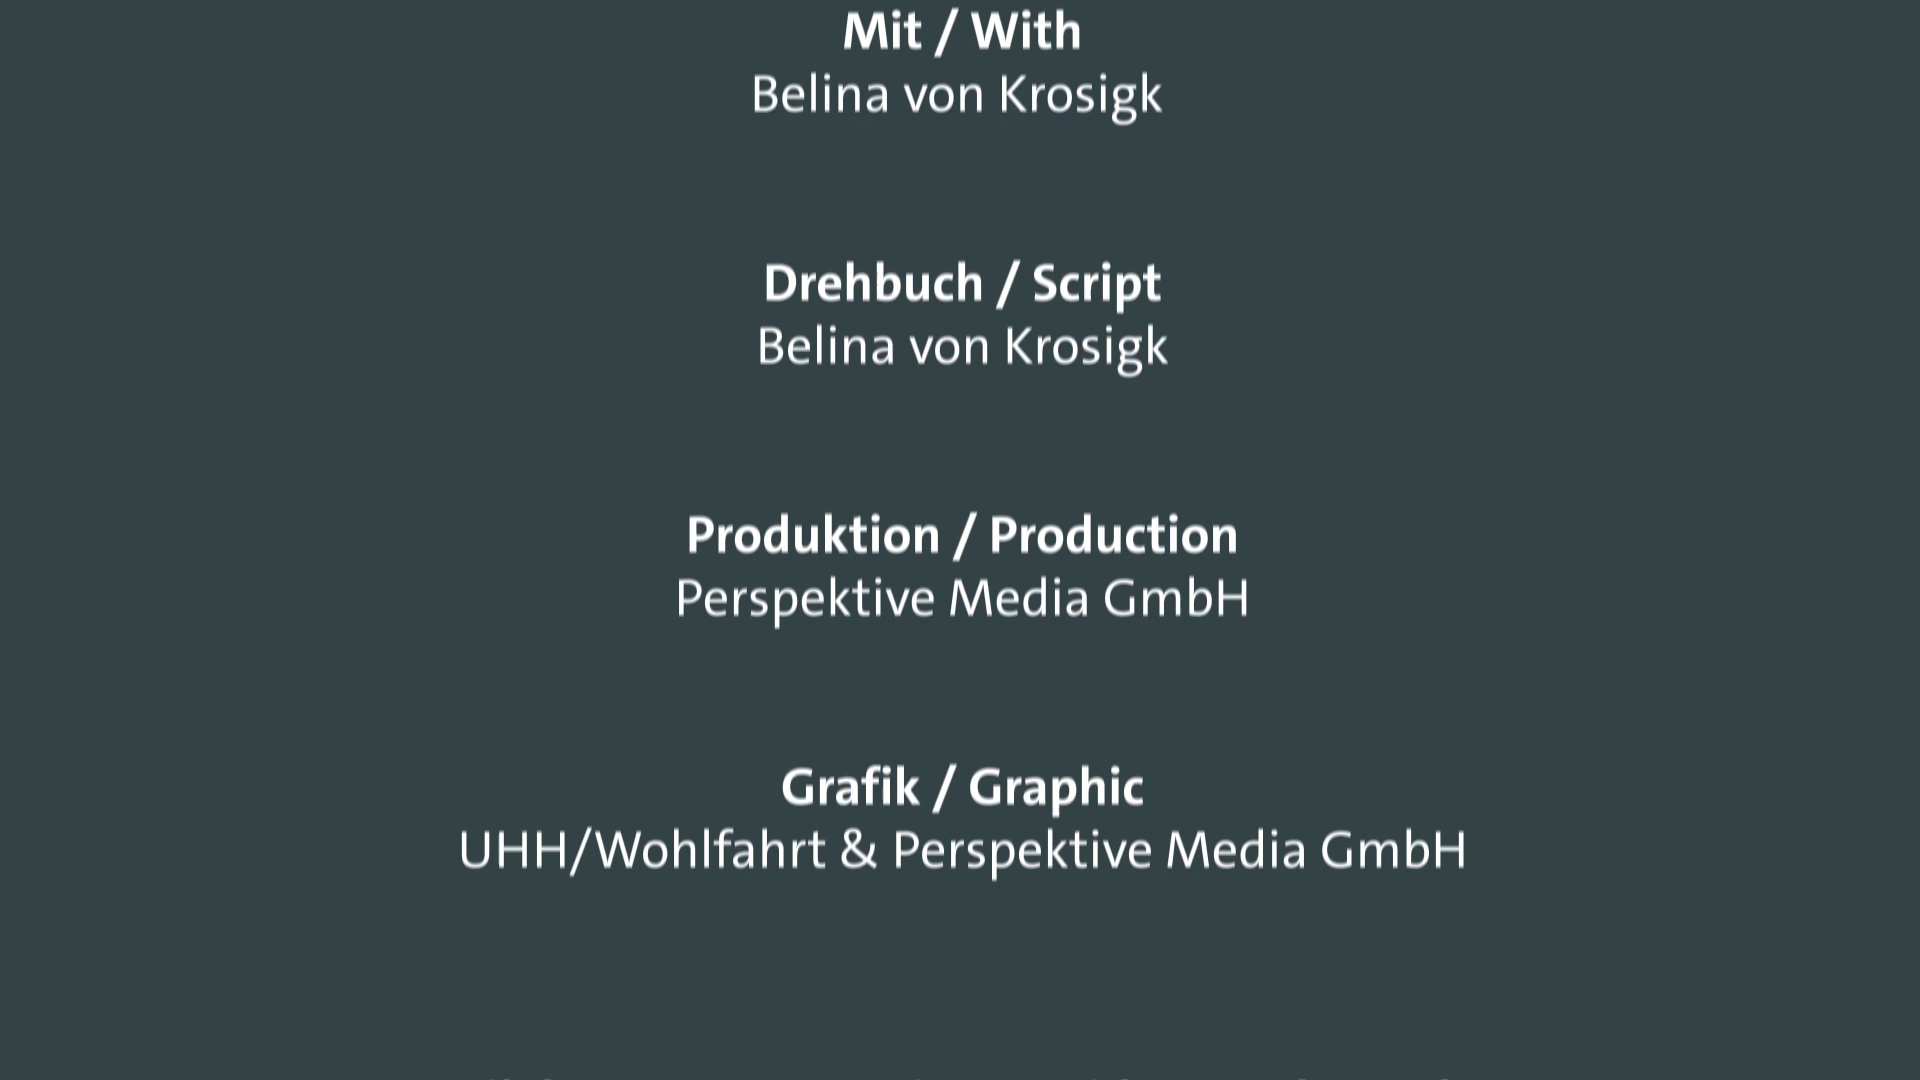 Mit / With
Belina von Krosigk
Drehbuch / Script
Belina von Krosigk
Produktion / Production
Perspektive Media GmbH
Grafik / Graphic
UHH/Wohlfahrt & Perspektive Media GmbH